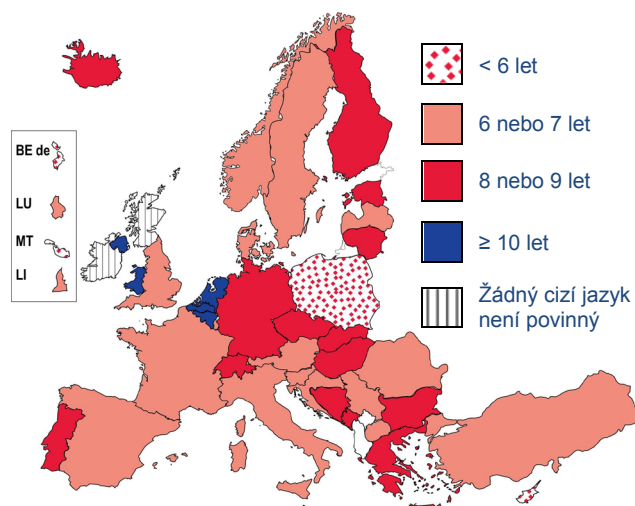 < 6 let
6 nebo 7 let
8 nebo 9 let
≥ 10 let
Žádný cizí jazyk
není povinný
BE de
LU
MT
LI